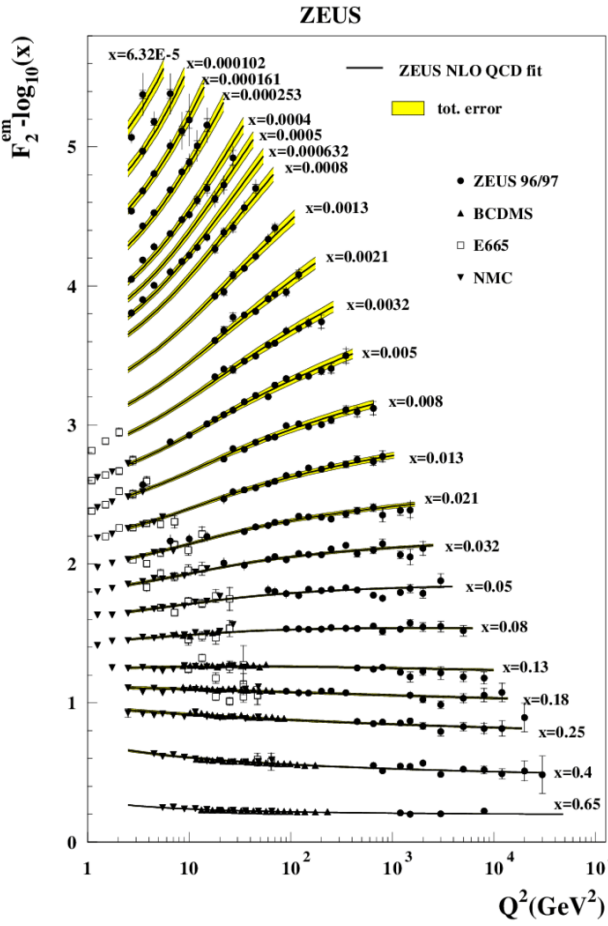 ZEUS
F₂ᵉᵐ-log₁₀(x)
x=6.32E-5
x=0.000102
x=0.000161
x=0.000253
x=0.0004
x=0.0005
x=0.000632
x=0.0008
x=0.0013
x=0.0021
x=0.0032
x=0.005
x=0.008
x=0.013
x=0.021
x=0.032
x=0.05
x=0.08
x=0.13
x=0.18
x=0.25
x=0.4
x=0.65
ZEUS NLO QCD fit
tot. error
ZEUS 96/97
BCDMS
E665
NMC
5
4
3
2
1
0
1 10 10² 10³ 10⁴ 10⁵
Q²(GeV²)